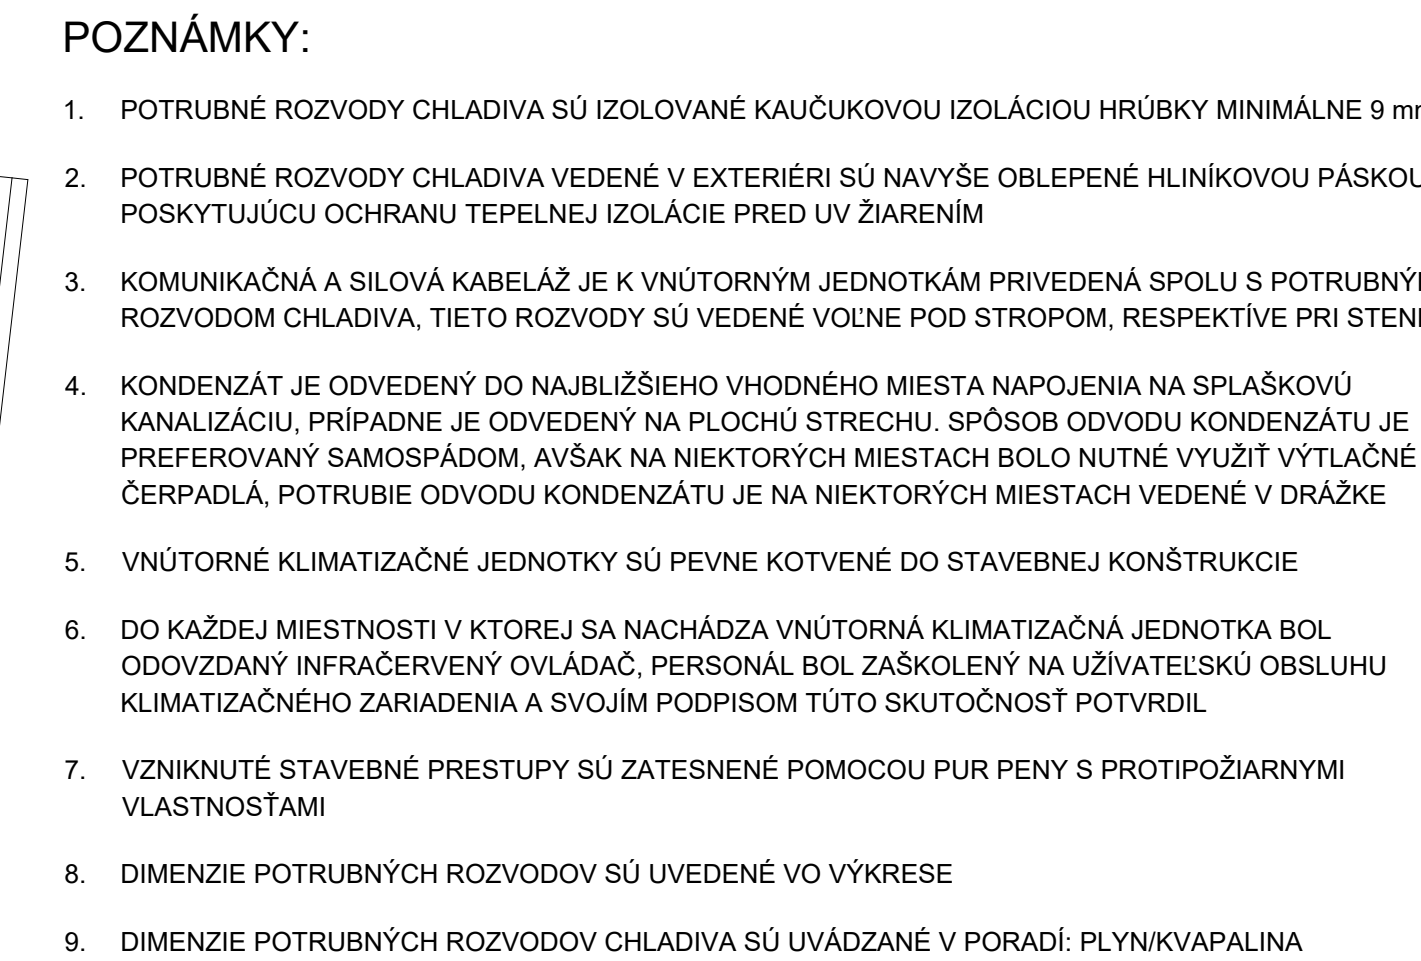 POZNÁMKY:
1. POTRUBNÉ ROZVODY CHLADIVA SÚ IZOLOVANÉ KAUČUKOVOU IZOLÁCIOU HRÚBKY MINIMÁLNE 9 mm
2. POTRUBNÉ ROZVODY CHLADIVA VEDENÉ V EXTERIÉRI SÚ NAVYŠE OBLEPENÉ HLINÍKOVOU PÁSKOU
POSKYTUJÚCU OCHRANU TEPELNEJ IZOLÁCIE PRED UV ŽIARENÍM
3. KOMUNIKAČNÁ A SILOVÁ KABELÁŽ JE K VNÚTORNÝM JEDNOTKÁM PRIVEDENÁ SPOLU S
ROZVODOM CHLADIVA, TIETO ROZVODY SÚ VEDENÉ VOĽNE POD STROPOM, RESPEKTÍVE PRI
4. KONDENZÁT JE ODVEDENÝ DO NAJBLIŽŠIEHO VHODNÉHO MIESTA NAPOJENIA NA SPLAŠKOVÚ
KANALIZÁCIU, PRÍPADNE JE ODVEDENÝ NA PLOCHÚ STRECHU. SPÔSOB ODVODU KONDENZÁTU JE
PREFEROVANÝ SAMOSPÁDOM, AVŠAK NA NIEKTORÝCH MIESTACH BOLO NUTNÉ VYUŽIŤ VÝTLAČNÉ
ČERPADLÁ, POTRUBIE ODVODU KONDENZÁTU JE NA NIEKTORÝCH MIESTACH VEDENÉ V DRÁŽKE
5. VNÚTORNÉ KLIMATIZAČNÉ JEDNOTKY SÚ PEVNE KOTVENÉ DO STAVEBNEJ KONŠTRUKCIE
6. DO KAŽDEJ MIESTNOSTI V KTOREJ SA NACHÁDZA VNÚTORNÁ KLIMATIZAČNÁ JEDNOTKA BOL
ODOVZDANÝ INFRAČERVENÝ OVLÁDAČ, PERSONÁL BOL ZAŠKOLENÝ NA UŽÍVATEĽSKÚ OBSLUHU
KLIMATIZAČNÉHO ZARIADENIA A SVOJÍM PODPISOM TÚTO SKUTOČNOSŤ POTVRDIL
7. VZNIKNUTÉ STAVEBNÉ PRESTUPY SÚ ZATESNENÉ POMOCOU PUR PENY S PROTIPOŽIARNYMI
VLASTNOSŤAMI
8. DIMENZIE POTRUBNÝCH ROZVODOV SÚ UVEDENÉ VO VÝKRESE
9. DIMENZIE POTRUBNÝCH ROZVODOV CHLADIVA SÚ UVÁDZANÉ V PORADÍ: PLYN/KVAPALINA